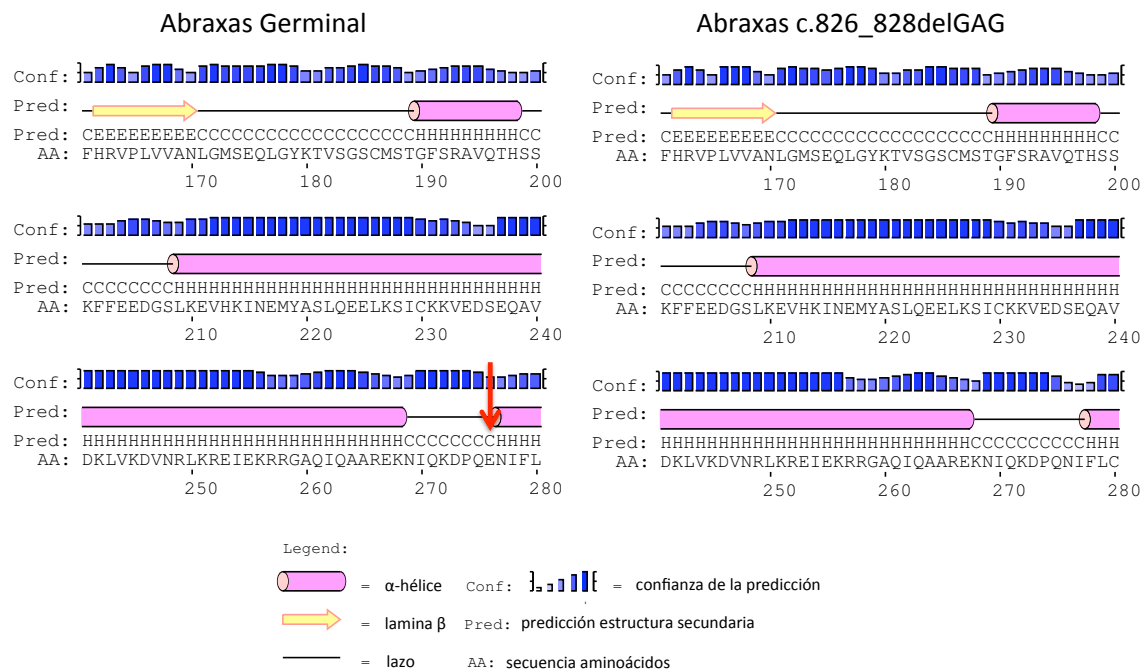 Abraxas Germinal
Conf:
Pred:
Pred: CEEEEEEEEECCCCCCCCCCCCCCCCCCCHHHHHHHHHCC
AA: FHRVPLVVANLGMSEQLGYKTVSGSCMSTGFSRAVQTHSS
170 180 190 200
Conf:
Pred:
Pred: CCCCCCCCHHHHHHHHHHHHHHHHHHHHHHHHHHHHHHHH
AA: KFFEEDGSLKEVHKINEMYASLQEELKSICKKVEDSEQAV
210 220 230 240
Conf:
Pred:
Pred: HHHHHHHHHHHHHHHHHHHHHHHHHHHHCCCCCCCCHHHH
AA: DKLVKDVNRLKREIEKRRGAQIQAAREKNIQKDPQENIFL
250 260 270 280
Abraxas c.826_828delGAG
Conf:
Pred:
Pred: CEEEEEEEEECCCCCCCCCCCCCCCCCCCHHHHHHHHHCC
AA: FHRVPLVVANLGMSEQLGYKTVSGSCMSTGFSRAVQTHSS
170 180 190 200
Conf:
Pred:
Pred: CCCCCCCCHHHHHHHHHHHHHHHHHHHHHHHHHHHHHHHH
AA: KFFEEDGSLKEVHKINEMYASLQEELKSICKKVEDSEQAV
210 220 230 240
Conf:
Pred:
Pred: HHHHHHHHHHHHHHHHHHHHHHHHHHHCCCCCCCCCCHHH
AA: DKLVKDVNRLKREIEKRRGAQIQAAREKNIQKDPQNIFLC
250 260 270 280
Legend:
= α-hélice Conf: = confianza de la predicción
= lamina β Pred: predicción estructura secundaria
= lazo AA: secuencia aminoácidos